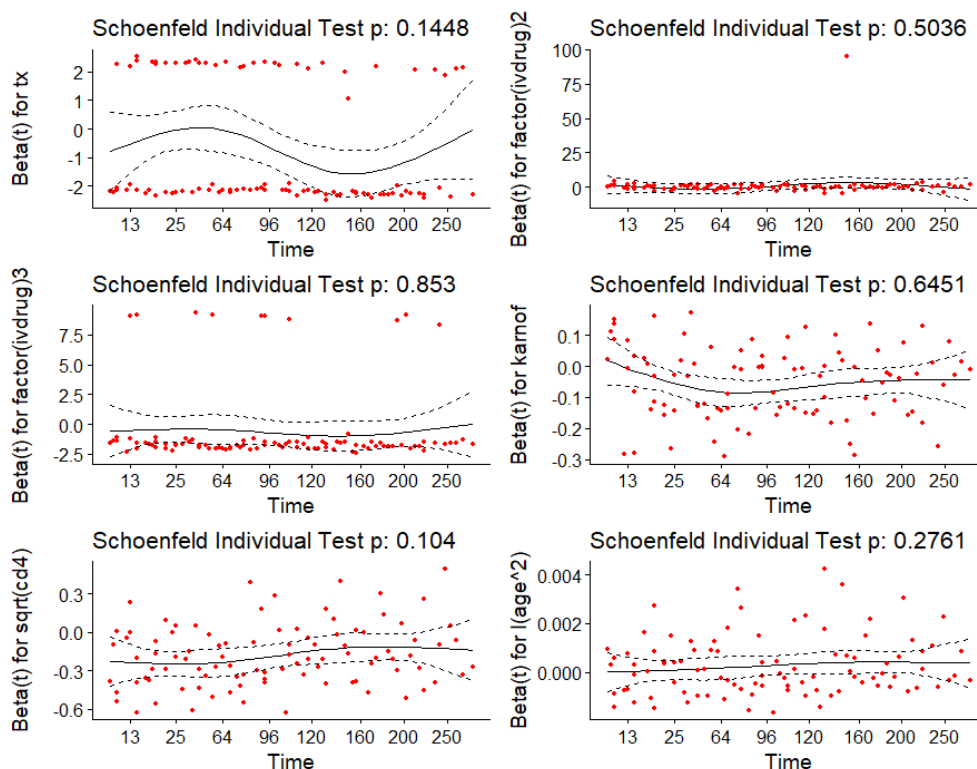 Schoenfeld Individual Test p: 0.1448
Beta(t) for tx
2
1
0
-1
-2
13 25 64 96 120 160 200 250
Time
Schoenfeld Individual Test p: 0.5036
Beta(t) for factor(ivdrug)2
100
75
50
25
0
13 25 64 96 120 160 200 250
Time
Schoenfeld Individual Test p: 0.853
Beta(t) for factor(ivdrug)3
7.5
5.0
2.5
0.0
-2.5
13 25 64 96 120 160 200 250
Time
Schoenfeld Individual Test p: 0.6451
Beta(t) for karnof
0.1
0.0
-0.1
-0.2
-0.3
13 25 64 96 120 160 200 250
Time
Schoenfeld Individual Test p: 0.104
Beta(t) for sqrt(cd4)
0.3
0.0
-0.3
-0.6
13 25 64 96 120 160 200 250
Time
Schoenfeld Individual Test p: 0.2761
Beta(t) for I(age^2)
0.004
0.002
0.000
13 25 64 96 120 160 200 250
Time